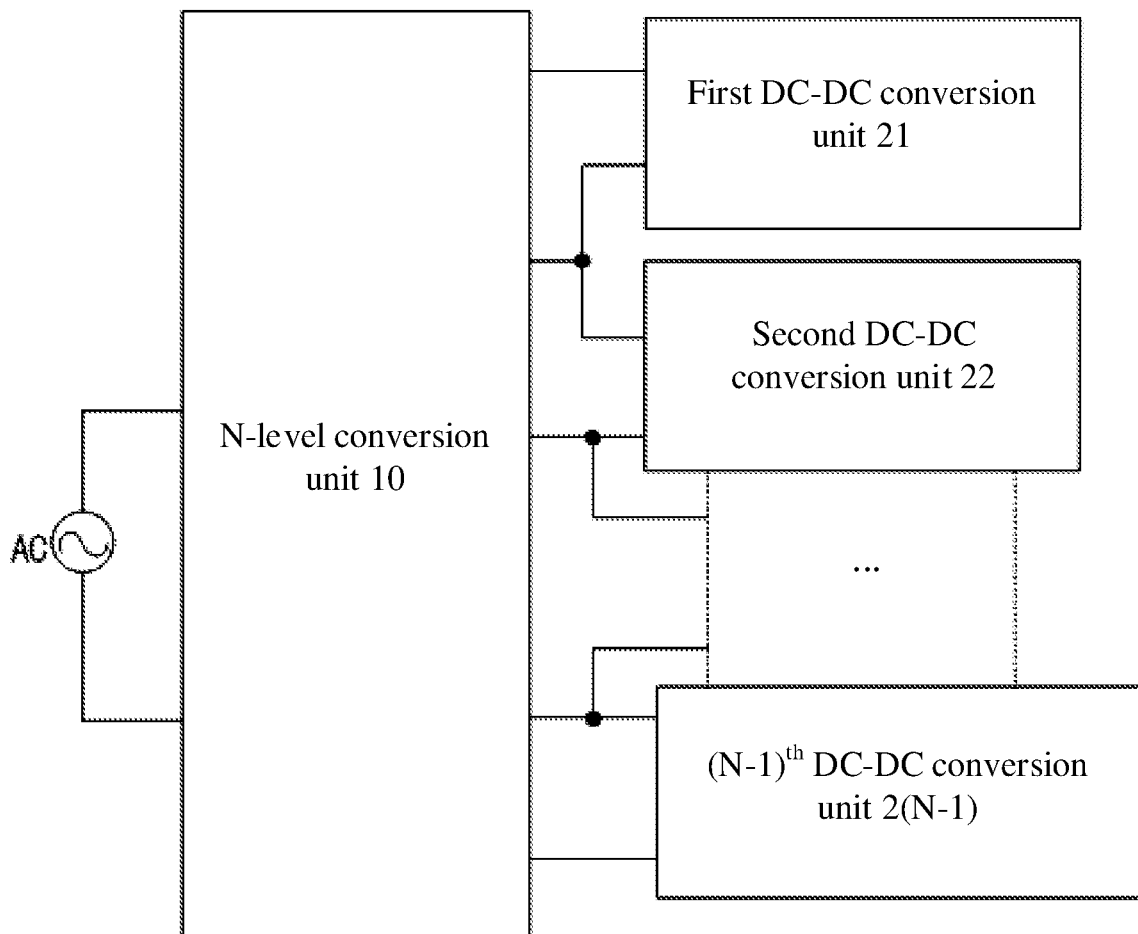 First DC-DC conversion
unit 21
Second DC-DC
conversion unit 22
N-level conversion
unit 10
AC
...
(N-1)th DC-DC conversion
unit 2(N-1)